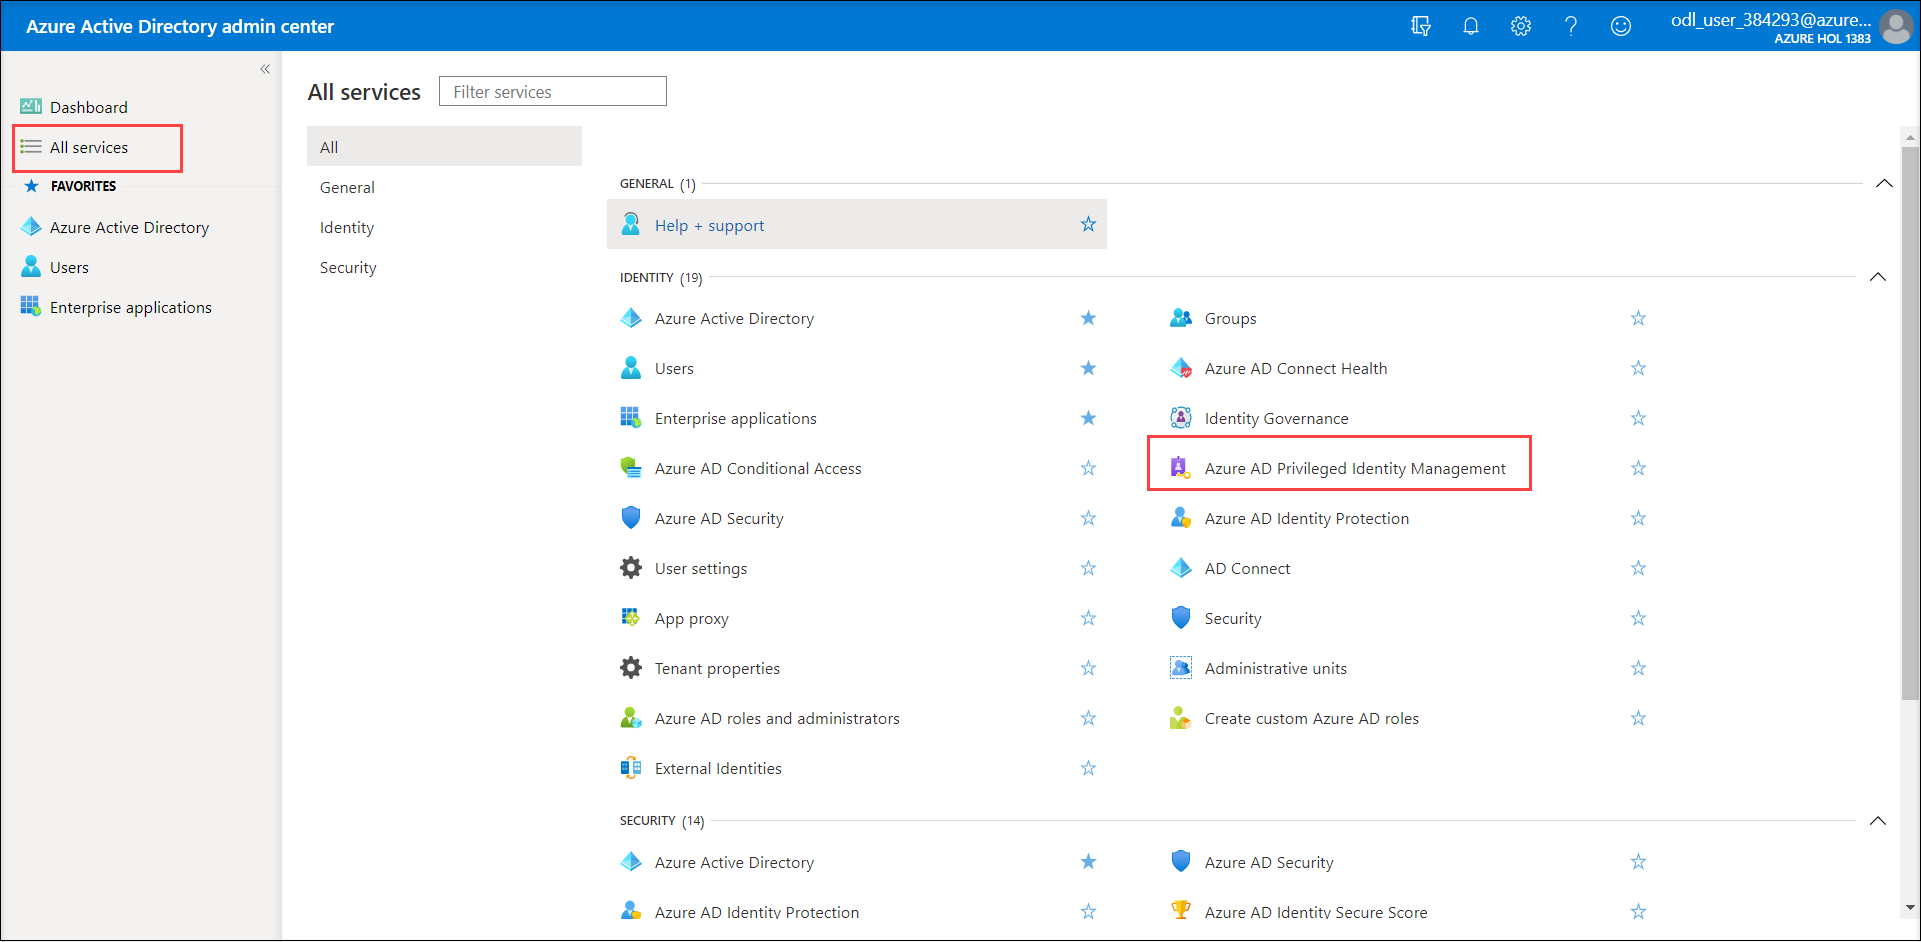 Azure Active Directory admin center
odl_user_384293@azure...
AZURE HOL 1383
Dashboard
All services
FAVORITES
Azure Active Directory
Users
Enterprise applications
All services
Filter services
All
General
Identity
Security
GENERAL (1)
Help + support
IDENTITY (19)
Azure Active Directory
Groups
Users
Azure AD Connect Health
Enterprise applications
Identity Governance
Azure AD Conditional Access
Azure AD Privileged Identity Management
Azure AD Security
Azure AD Identity Protection
User settings
AD Connect
App proxy
Security
Tenant properties
Administrative units
Azure AD roles and administrators
Create custom Azure AD roles
External Identities
SECURITY (14)
Azure Active Directory
Azure AD Security
Azure AD Identity Protection
Azure AD Identity Secure Score